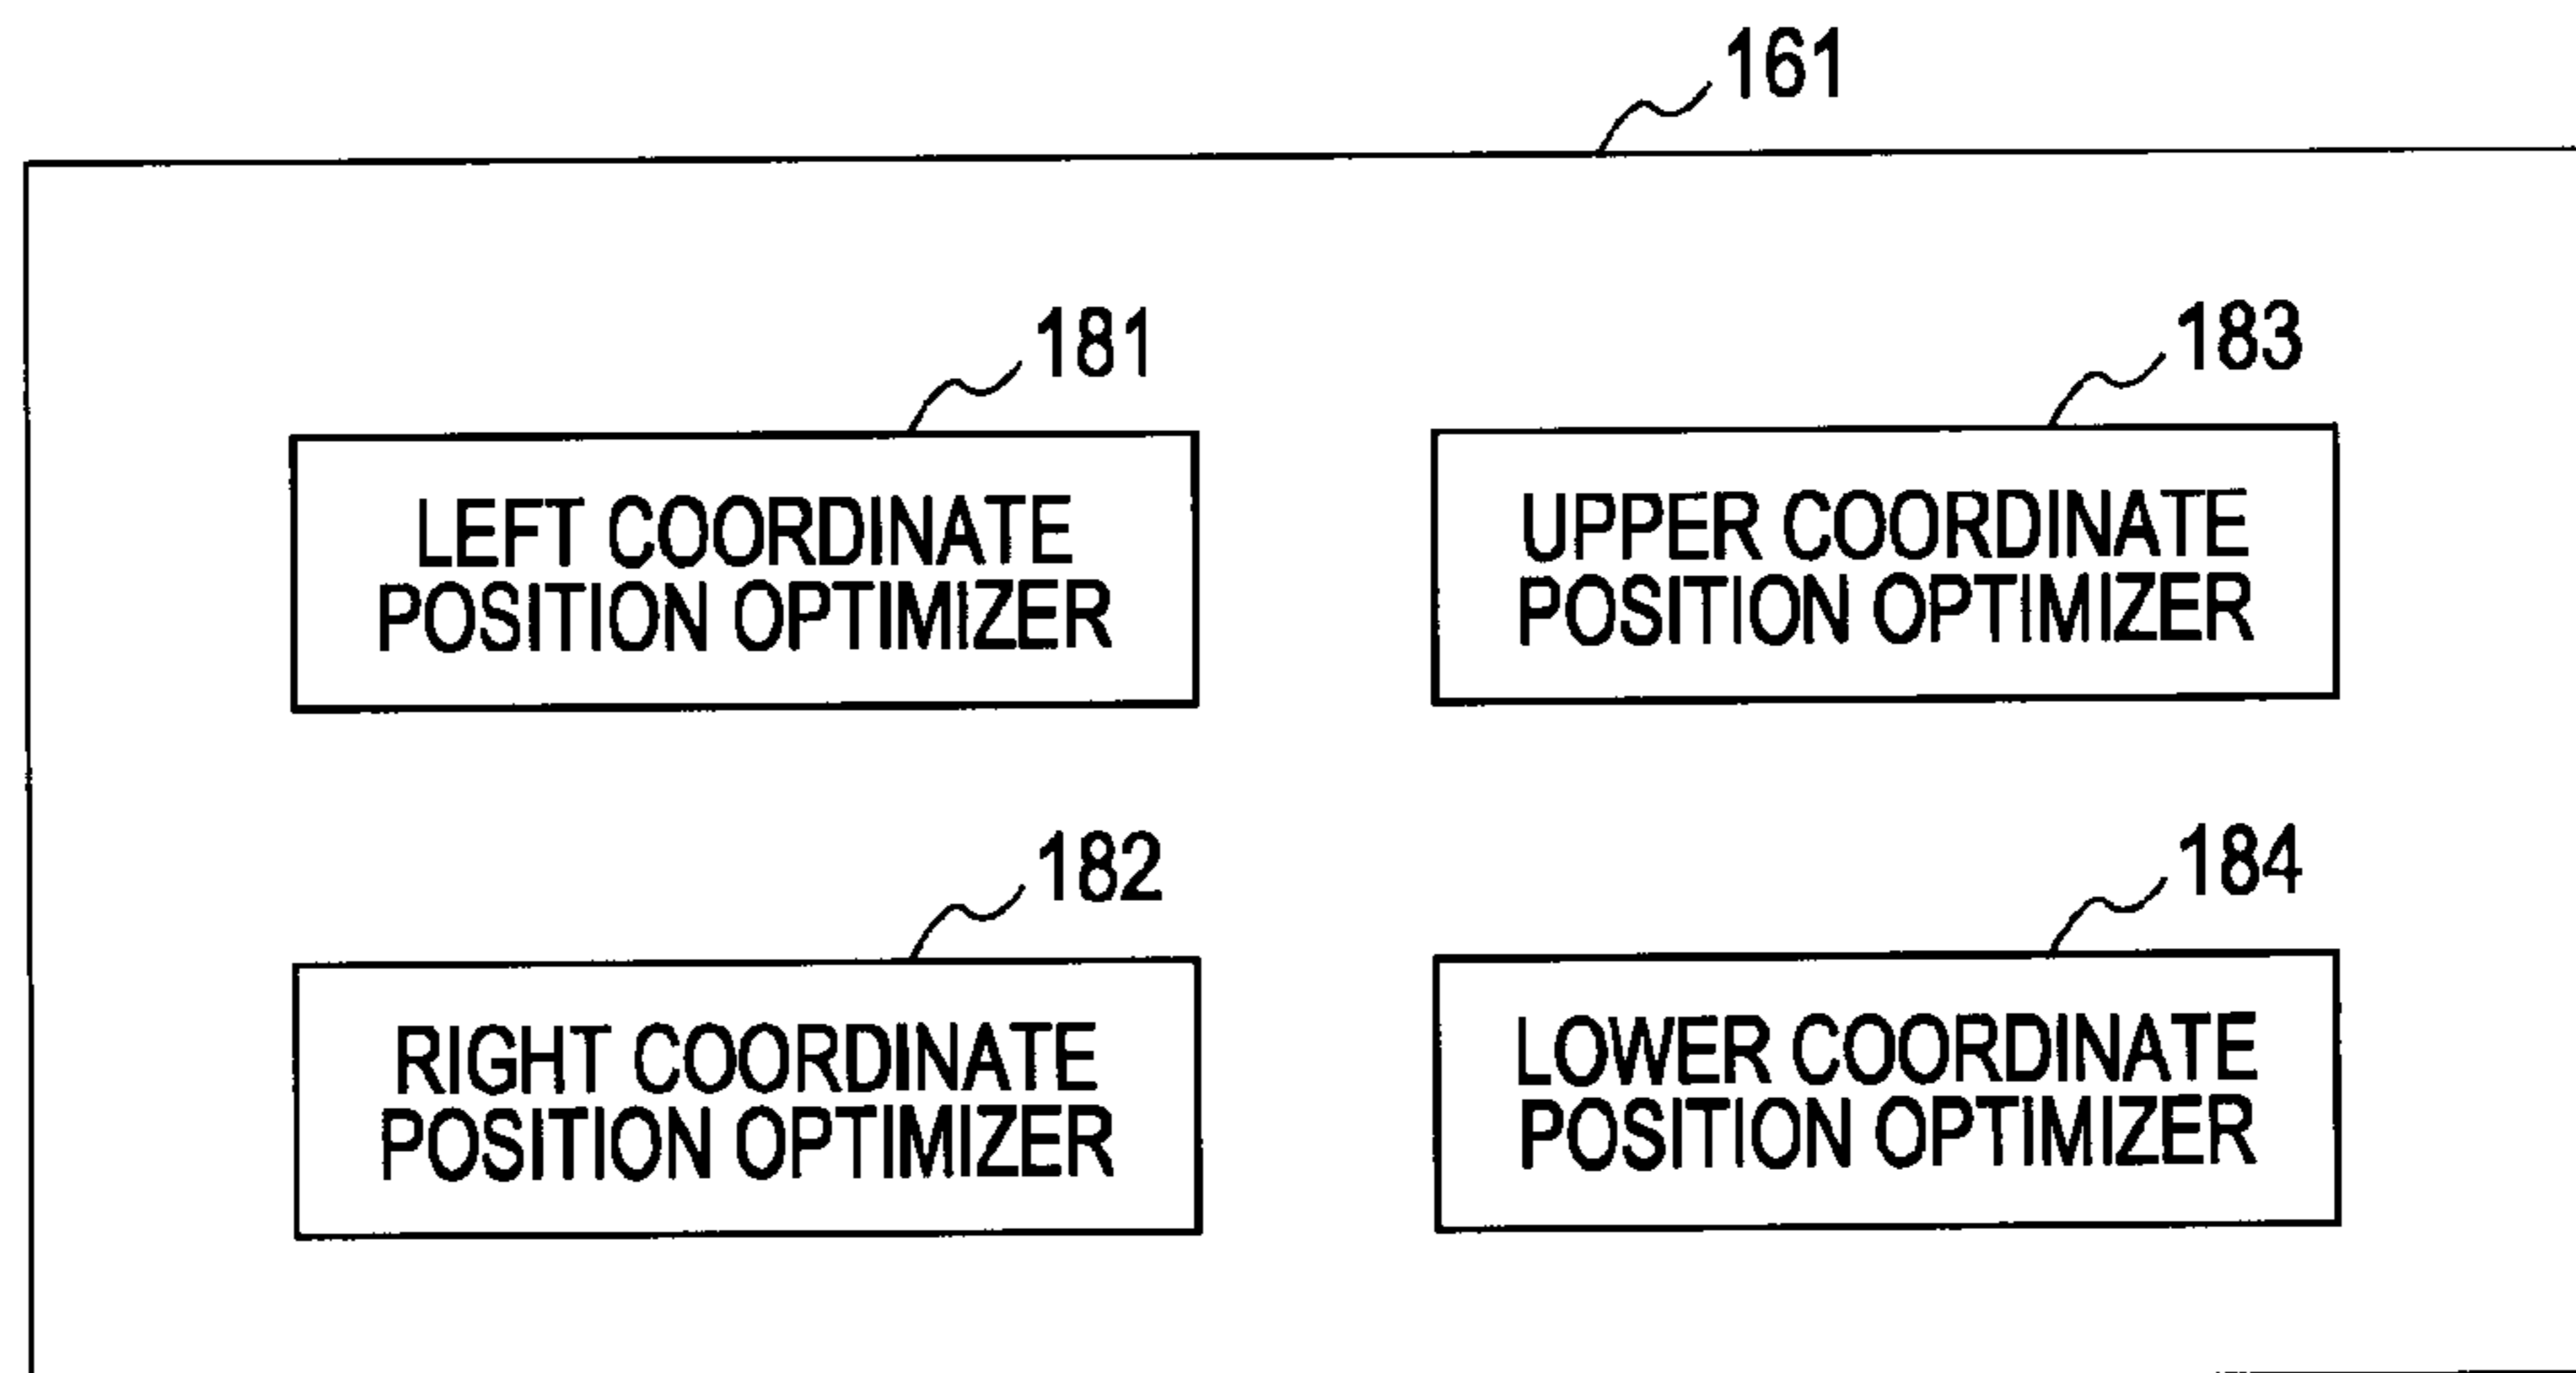 161
181
LEFT COORDINATE
POSITION OPTIMIZER
183
UPPER COORDINATE
POSITION OPTIMIZER
182
RIGHT COORDINATE
POSITION OPTIMIZER
184
LOWER COORDINATE
POSITION OPTIMIZER